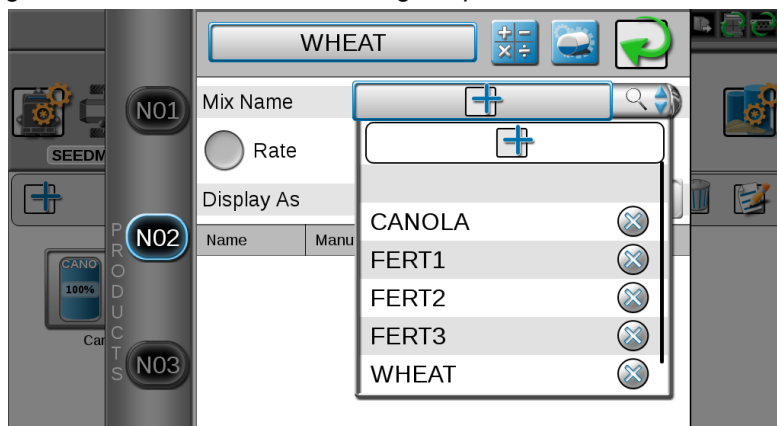 WHEAT
N01
Mix Name
SEEDM
Rate
Display As
PRODUCTS
N02
Name
Manu
CANOLA
FERT1
FERT2
FERT3
WHEAT
CANO
100%
Car
N03